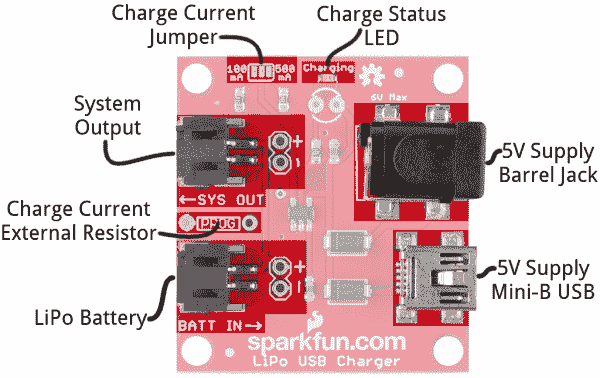 Charge Current
Jumper
Charge Status
LED
100
mA
500
mA
Charging
System
Output
6V Max
+
-
←SYS OUT
5V Supply
Barrel Jack
Charge Current
External Resistor
PROG
+
-
5V Supply
Mini-B USB
LiPo Battery
BATT IN→
sparkfun.com
LiPo USB Charger